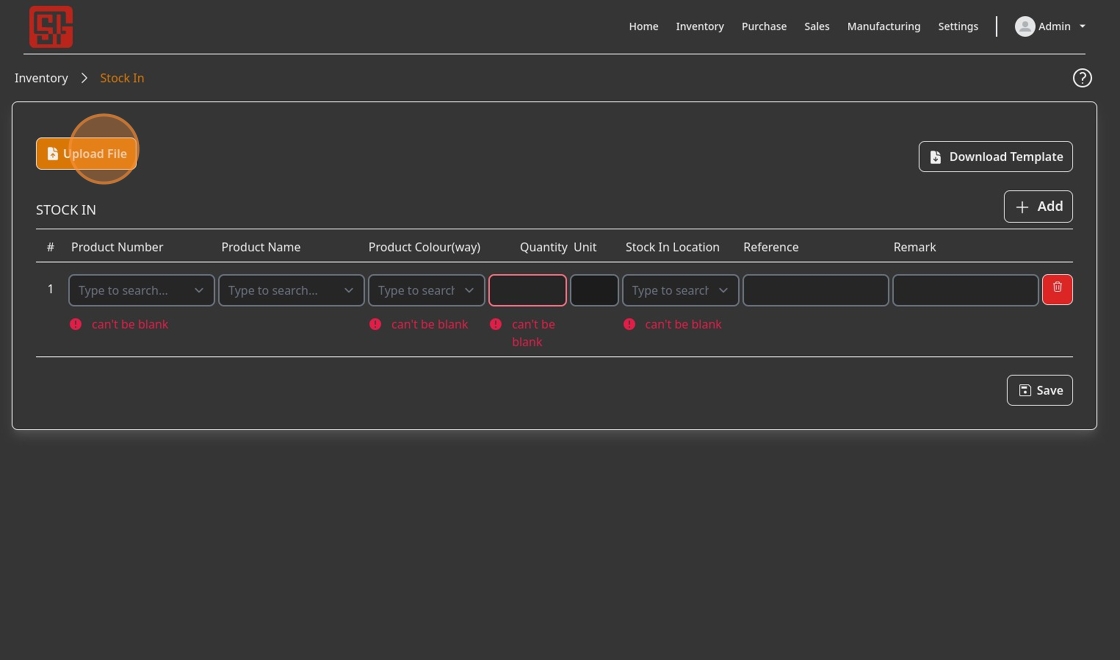 Home Inventory Purchase Sales Manufacturing Settings Admin
Inventory Stock In
Upload File
Download Template
STOCK IN
Add
# Product Number Product Name Product Colour(way) Quantity Unit Stock In Location Reference Remark
1 Type to search... Type to search... Type to search Type to search
can't be blank can't be blank can't be blank can't be blank
Save